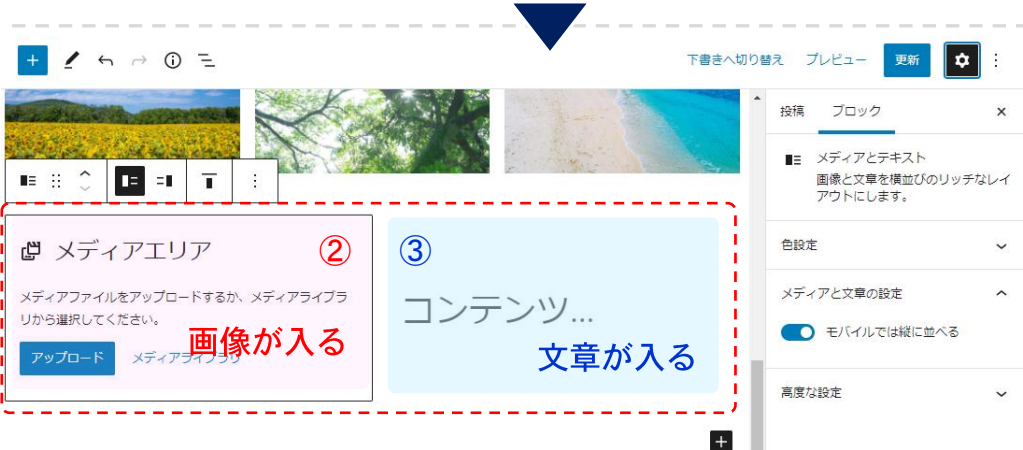 下書きへ切り替え プレビュー 更新
投稿 ブロック
メディアとテキスト
画像と文章を横並びのリッチなレイ
アウトにします。
メディアエリア ②
メディアファイルをアップロードするか、メディアライブラ
リから選択してください。
画像が入る
アップロード メディアライブラリ
③
コンテンツ...
文章が入る
色設定
メディアと文章の設定
モバイルでは縦に並べる
高度な設定